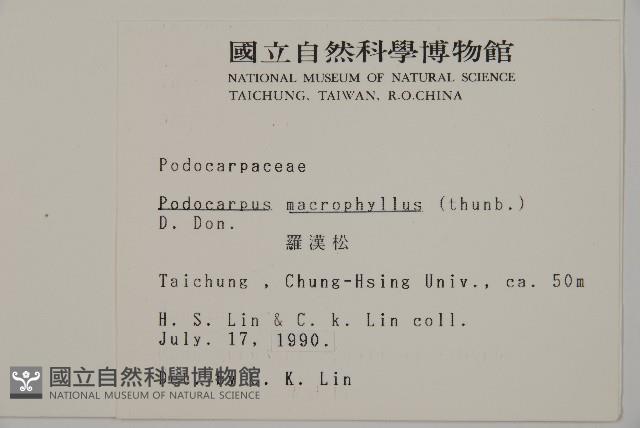 國立自然科學博物館
NATIONAL MUSEUM OF NATURAL SCIENCE
TAICHUNG, TAIWAN, R.O.CHINA
Podocarpaceae
Podocarpus macrophyllus (thunb.)
D. Don.
羅漢松
Taichung , Chung-Hsing Univ., ca. 50m
H. S. Lin & C. k. Lin coll.
July. 17, 1990.
K. Lin
國立自然科學博物館
NATIONAL MUSEUM OF NATURAL SCIENCE